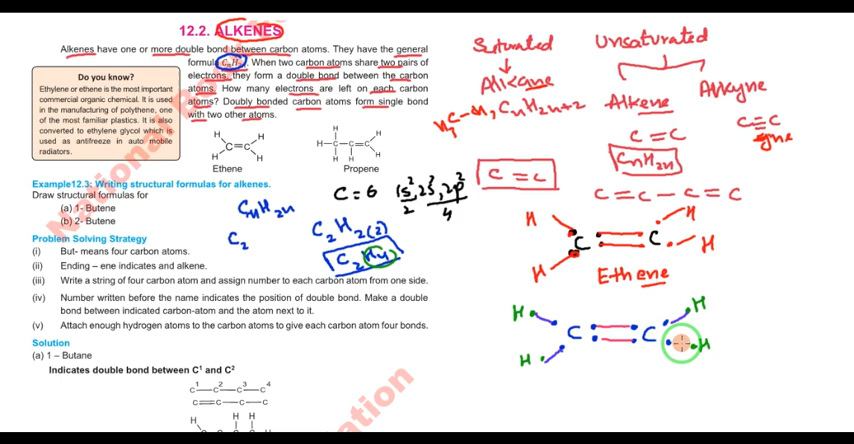 12.2. ALKENES
Alkenes have one or more double bond between carbon atoms. They have the general
formula CnH2n. When two carbon atoms share two pairs of
electrons, they form a double bond between the carbon
atoms. How many electrons are left on each carbon
atoms? Doubly bonded carbon atoms form single bond
with two other atoms.
Do you know?
Ethylene or ethene is the most important
commercial organic chemical. It is used
in the manufacturing of polythene, one
of the most familiar plastics. It is also
converted to ethylene glycol which is
used as antifreeze in auto mobile
radiators.
H H
C=C
H H
Ethene
H H
H—C—C=C
H H H
Propene
Example12.3: Writing structural formulas for alkenes.
Draw structural formulas for
(a) 1- Butene
(b) 2- Butene
Problem Solving Strategy
(i) But- means four carbon atoms.
(ii) Ending – ene indicates and alkene.
(iii) Write a string of four carbon atom and assign number to each carbon atom from one side.
(iv) Number written before the name indicates the position of double bond. Make a double
bond between indicated carbon-atom and the atom next to it.
(v) Attach enough hydrogen atoms to the carbon atoms to give each carbon atom four bonds.
Solution
(a) 1 – Butane
Indicates double bond between C1 and C2
1 2 3 4
C—C—C—C
C=C—C—C
H H H
National
CnH2n
C2
C2H2(2)
C2H4
C=6 1s2, 2s2, 2p2
2 4
Saturated
Alkane
C-H, CnH2n+2
Unsaturated
Alkene
C=C
CnH2n
Alkyne
C≡C
yne
C=C
C=C—C=C
H H
C C
H H
Ethene
H H
C C
H H